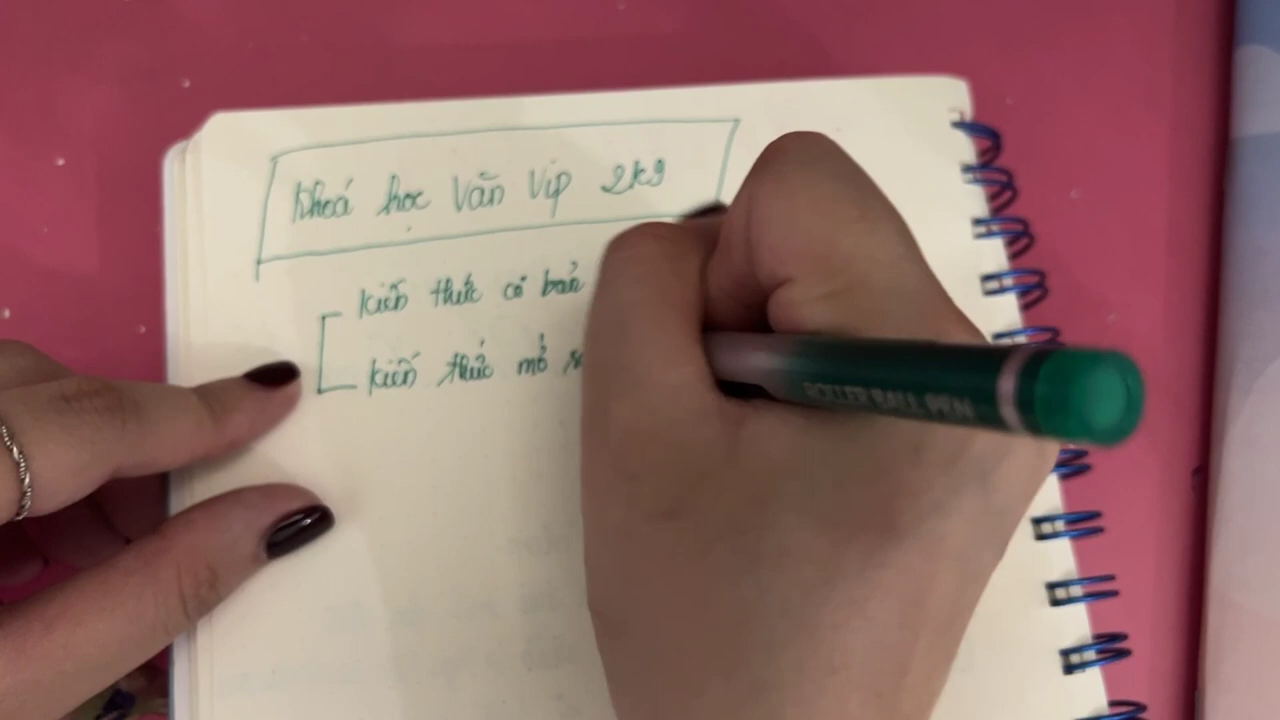 Khoá học Văn Vip 2k9
kiến thức cơ bản
kiến thức mở
ROLLER BALL PEN